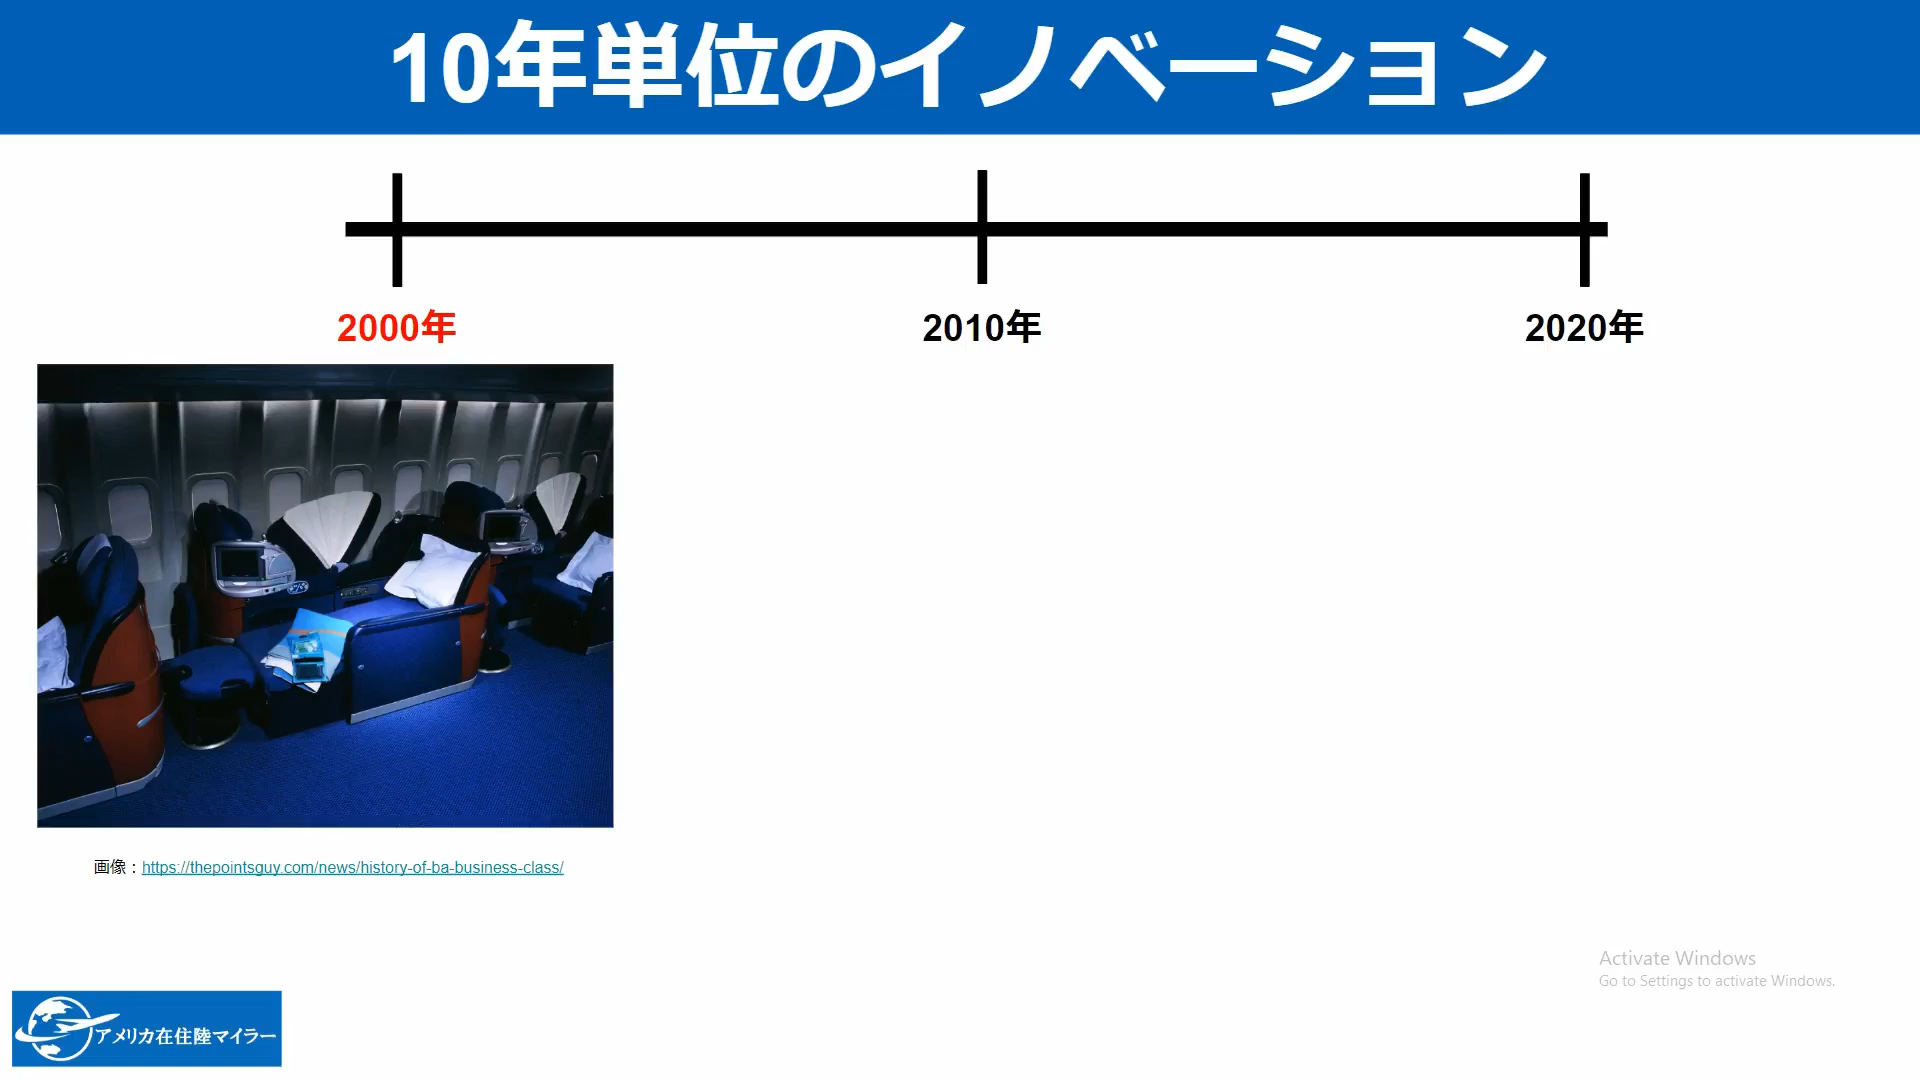 10年単位のイノベーション
2000年
2010年
2020年
画像：https://thepointsguy.com/news/history-of-ba-business-class/
Activate Windows
Go to Settings to activate Windows.
アメリカ在住陸マイラー